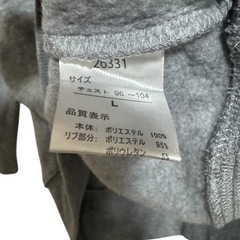 26331
サイズ
チェスト 96 ～104
L
品質表示
本体: ポリエステル 100%
リブ部分: ポリエステル 95%
ポリウレタン 5%